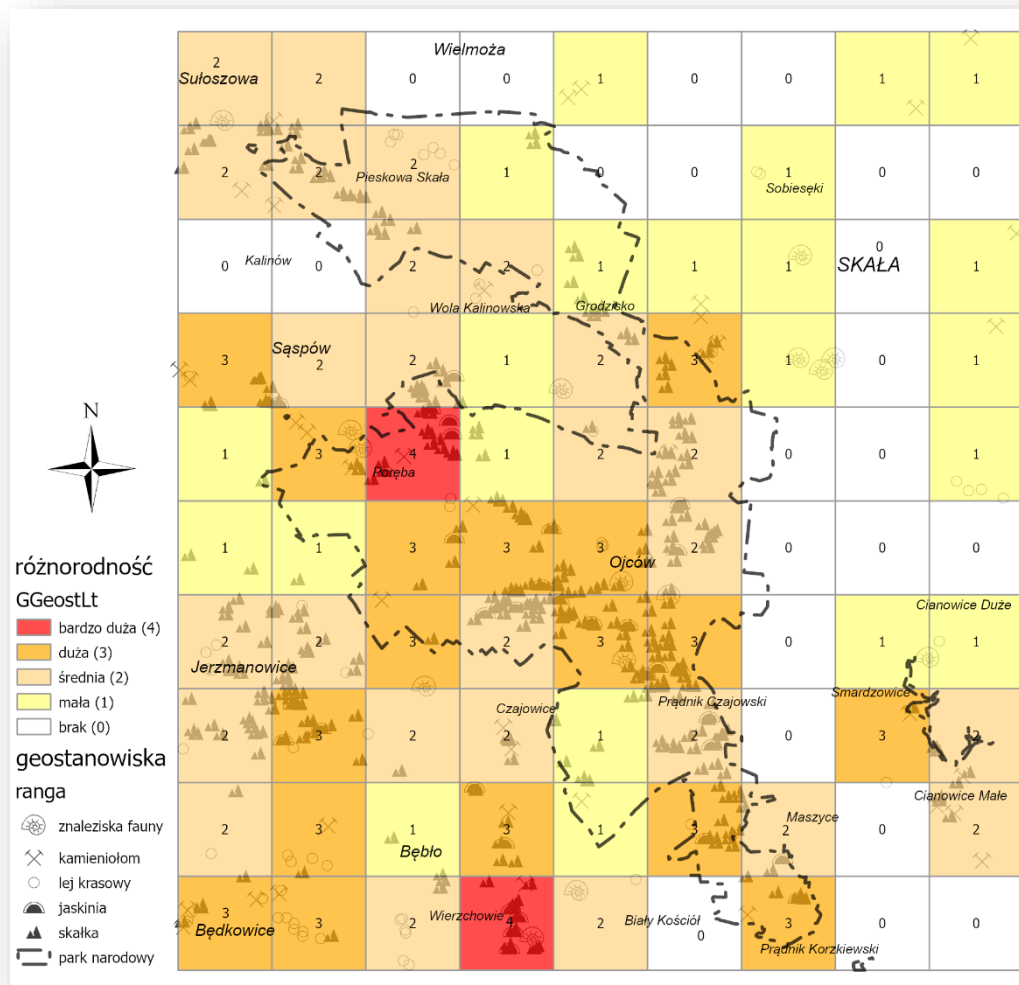 Wielmoża
2 2 0 0 1 0 0 1 1
Sułoszowa
2 2 2 1 0 0 1 0 0
Pieskowa Skała
Sobiesęki
0 0 2 2 1 1 1 0 1
Kalinów
SKAŁA
Wola Kalinowska
Grodzisko
Sąspów
3 2 2 1 2 3 1 0 1
N
1 3 4 1 2 2 0 0 1
Poręba
1 1 3 3 3 2 0 0 0
Ojców
Cianowice Duże
2 2 3 2 3 3 0 1 1
Jerzmanowice
Smardzowice
Prądnik Czajowski
Czajowice
2 3 2 2 1 2 0 3 2
Cianowice Małe
Maszyce
2 3 1 3 1 3 2 0 2
Bębło
Wierzchowie
Biały Kościół
3 3 2 4 2 0 3 0 0
Będkowice
Prądnik Korzkiewski
różnorodność
GGeostLt
bardzo duża (4)
duża (3)
średnia (2)
mała (1)
brak (0)
geostanowiska
ranga
znaleziska fauny
kamieniołom
lej krasowy
jaskinia
skałka
park narodowy